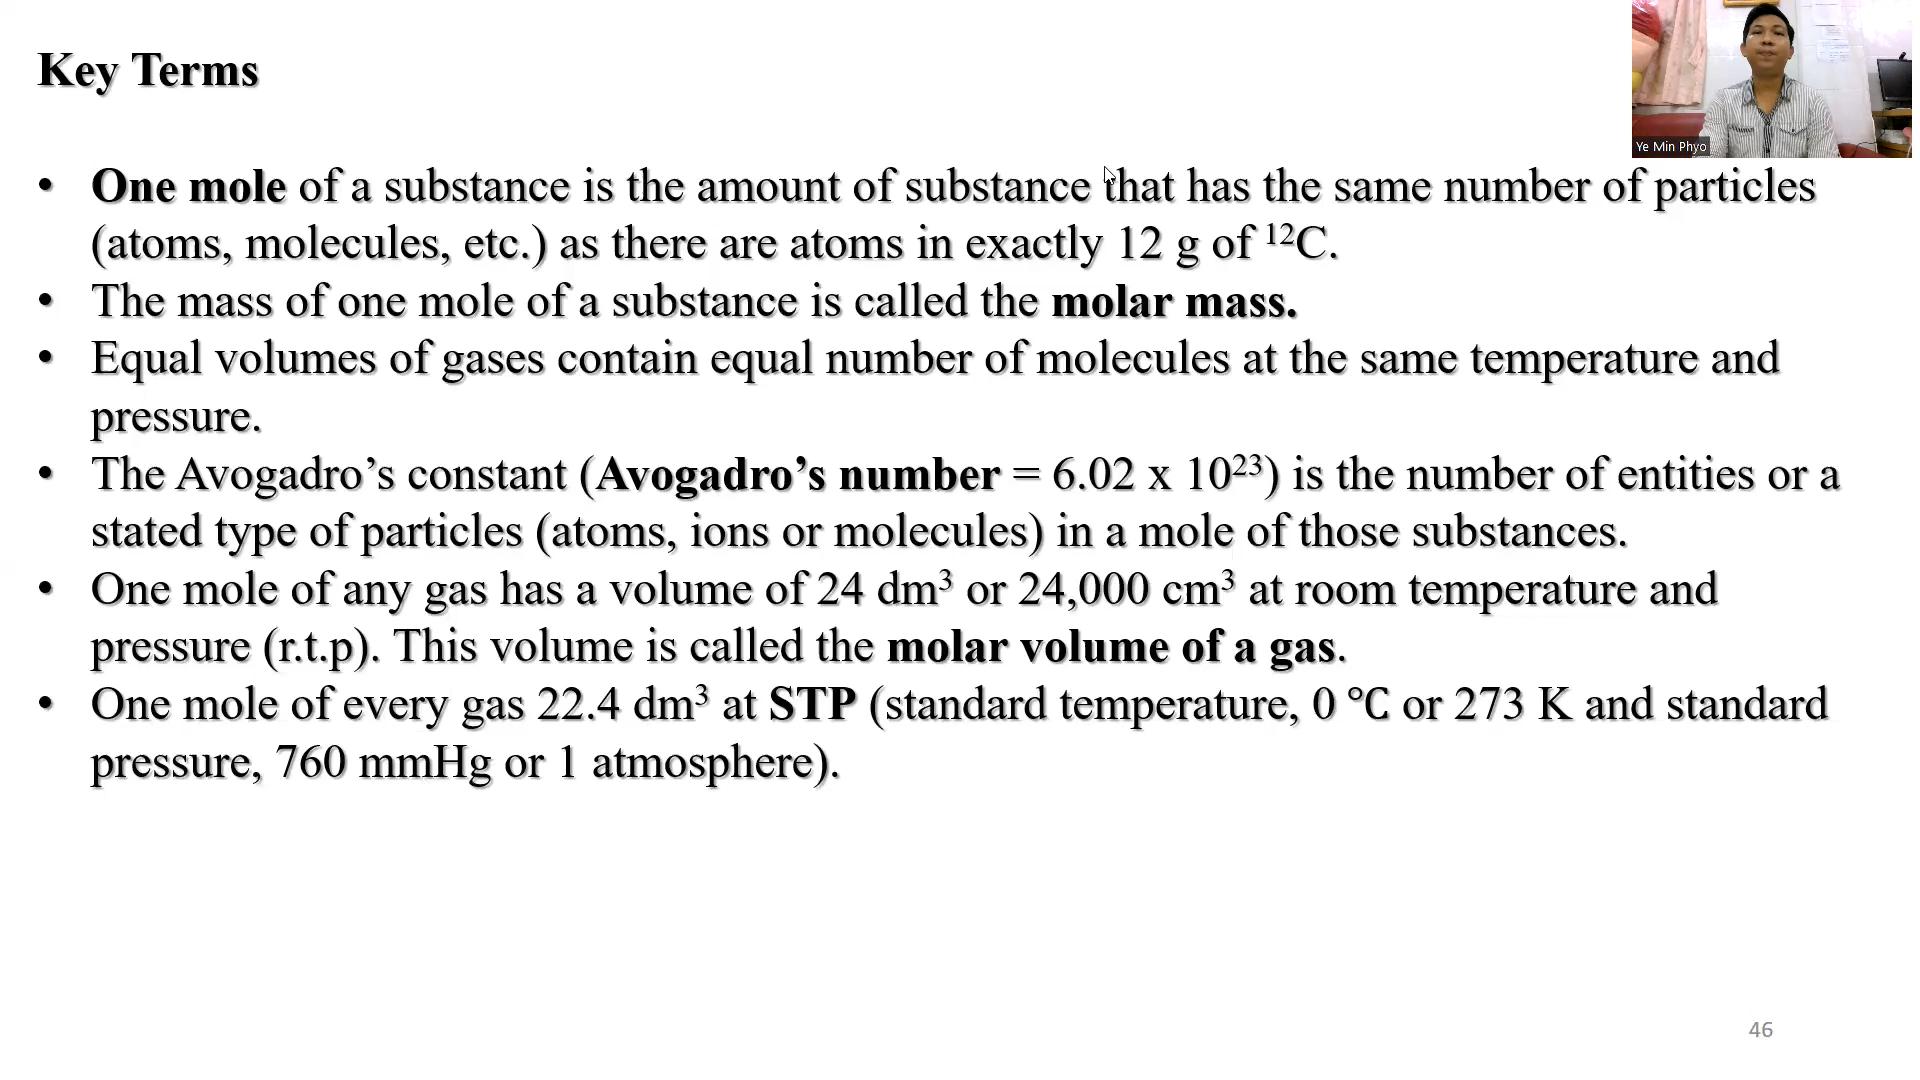 Key Terms
Ye Min Phyo
• One mole of a substance is the amount of substance that has the same number of particles
(atoms, molecules, etc.) as there are atoms in exactly 12 g of ¹²C.
• The mass of one mole of a substance is called the molar mass.
• Equal volumes of gases contain equal number of molecules at the same temperature and
pressure.
• The Avogadro’s constant (Avogadro’s number = 6.02 x 10²³) is the number of entities or a
stated type of particles (atoms, ions or molecules) in a mole of those substances.
• One mole of any gas has a volume of 24 dm³ or 24,000 cm³ at room temperature and
pressure (r.t.p). This volume is called the molar volume of a gas.
• One mole of every gas 22.4 dm³ at STP (standard temperature, 0 ℃ or 273 K and standard
pressure, 760 mmHg or 1 atmosphere).
46